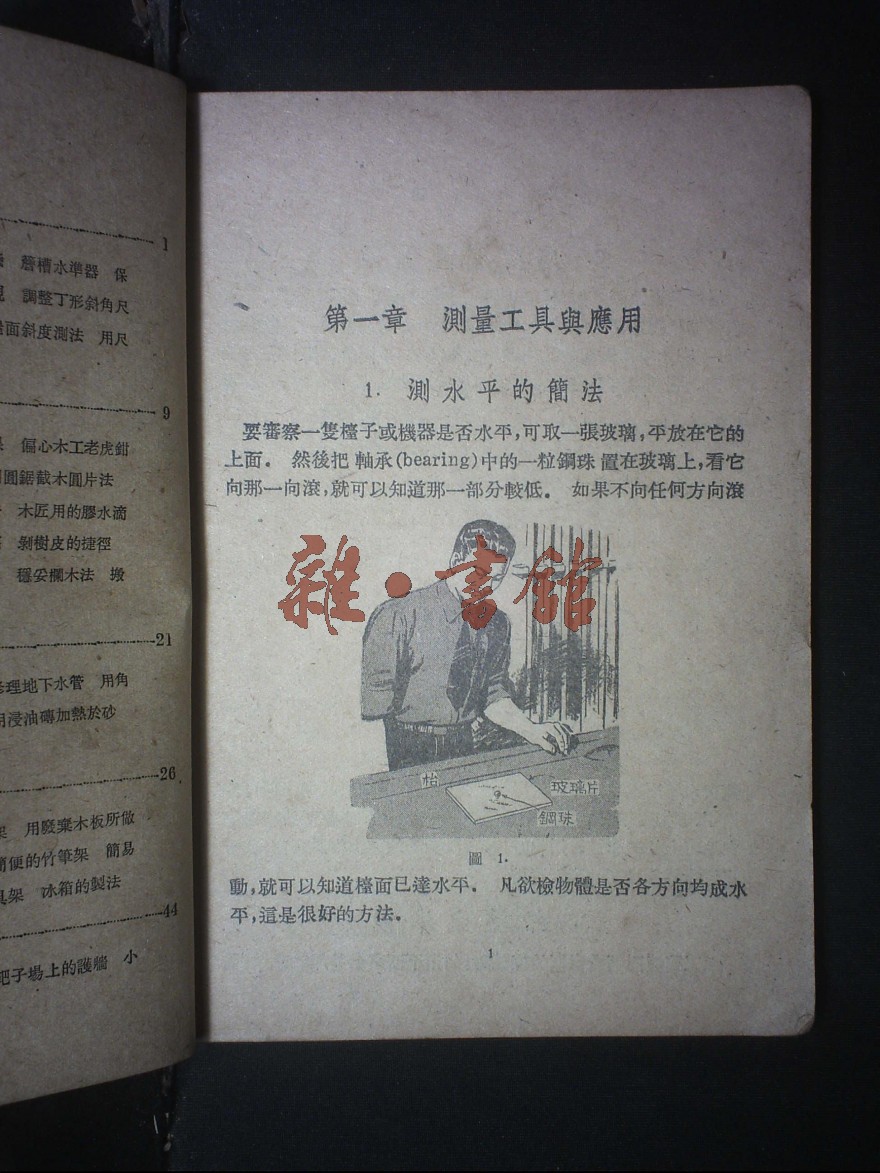 1
簷槽水準器 保
調整丁形斜角尺
面斜度測法 用尺
9
偏心木工老虎鉗
圓鋸截木圓片法
木匠用的膠水滴
剝樹皮的捷徑
穩妥擱木法 搬
21
修理地下水管 用角
用浸油磚加熱於砂
26
架 用廢棄木板所做
簡便的竹筆架 簡易
具架 冰箱的製法
44
靶子場上的護牆 小
第一章 測量工具與應用
1. 測水平的簡法
要審察一隻檯子或機器是否水平,可取一張玻璃,平放在它的
上面。 然後把軸承(bearing)中的一粒鋼珠置在玻璃上,看它
向那一向滾,就可以知道那一部分較低。 如果不向任何方向滾
雜·書館
玻璃片
鋼珠
圖 1.
動,就可以知道檯面已達水平。 凡欲檢物體是否各方向均成水
平,這是很好的方法。
1